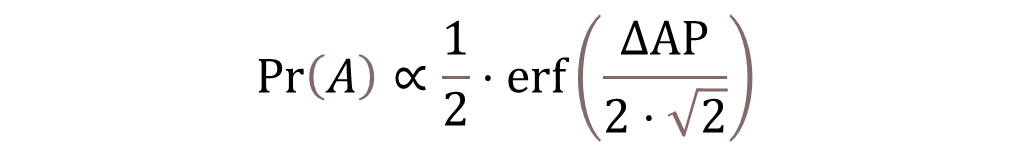 Pr(A) ∝ 1/2 · erf(ΔAP / (2 · √2))